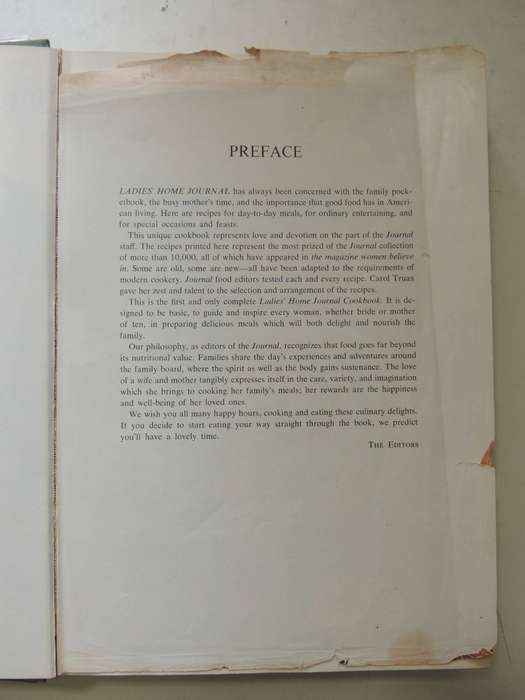 PREFACE
LADIES' HOME JOURNAL has always been concerned with the family pock-
etbook, the busy mother's time, and the importance that good food has in Ameri-
can living. Here are recipes for day-to-day meals, for ordinary entertaining, and
for special occasions and feasts.
This unique cookbook represents love and devotion on the part of the Journal
staff. The recipes printed here represent the most prized of the Journal collection
of more than 10,000, all of which have appeared in the magazine women believe
in. Some are old, some are new—all have been adapted to the requirements of
modern cookery. Journal food editors tested each and every recipe. Carol Truax
gave her zest and talent to the selection and arrangement of the recipes.
This is the first and only complete Ladies' Home Journal Cookbook. It is de-
signed to be basic, to guide and inspire every woman, whether bride or mother
of ten, in preparing delicious meals which will both delight and nourish the
family.
Our philosophy, as editors of the Journal, recognizes that food goes far beyond
its nutritional value. Families share the day's experiences and adventures around
the family board, where the spirit as well as the body gains sustenance. The love
of a wife and mother tangibly expresses itself in the care, variety, and imagination
which she brings to cooking her family's meals; her rewards are the happiness
and well-being of her loved ones.
We wish you all many happy hours, cooking and eating these culinary delights.
If you decide to start eating your way straight through the book, we predict
you'll have a lovely time.
THE EDITORS